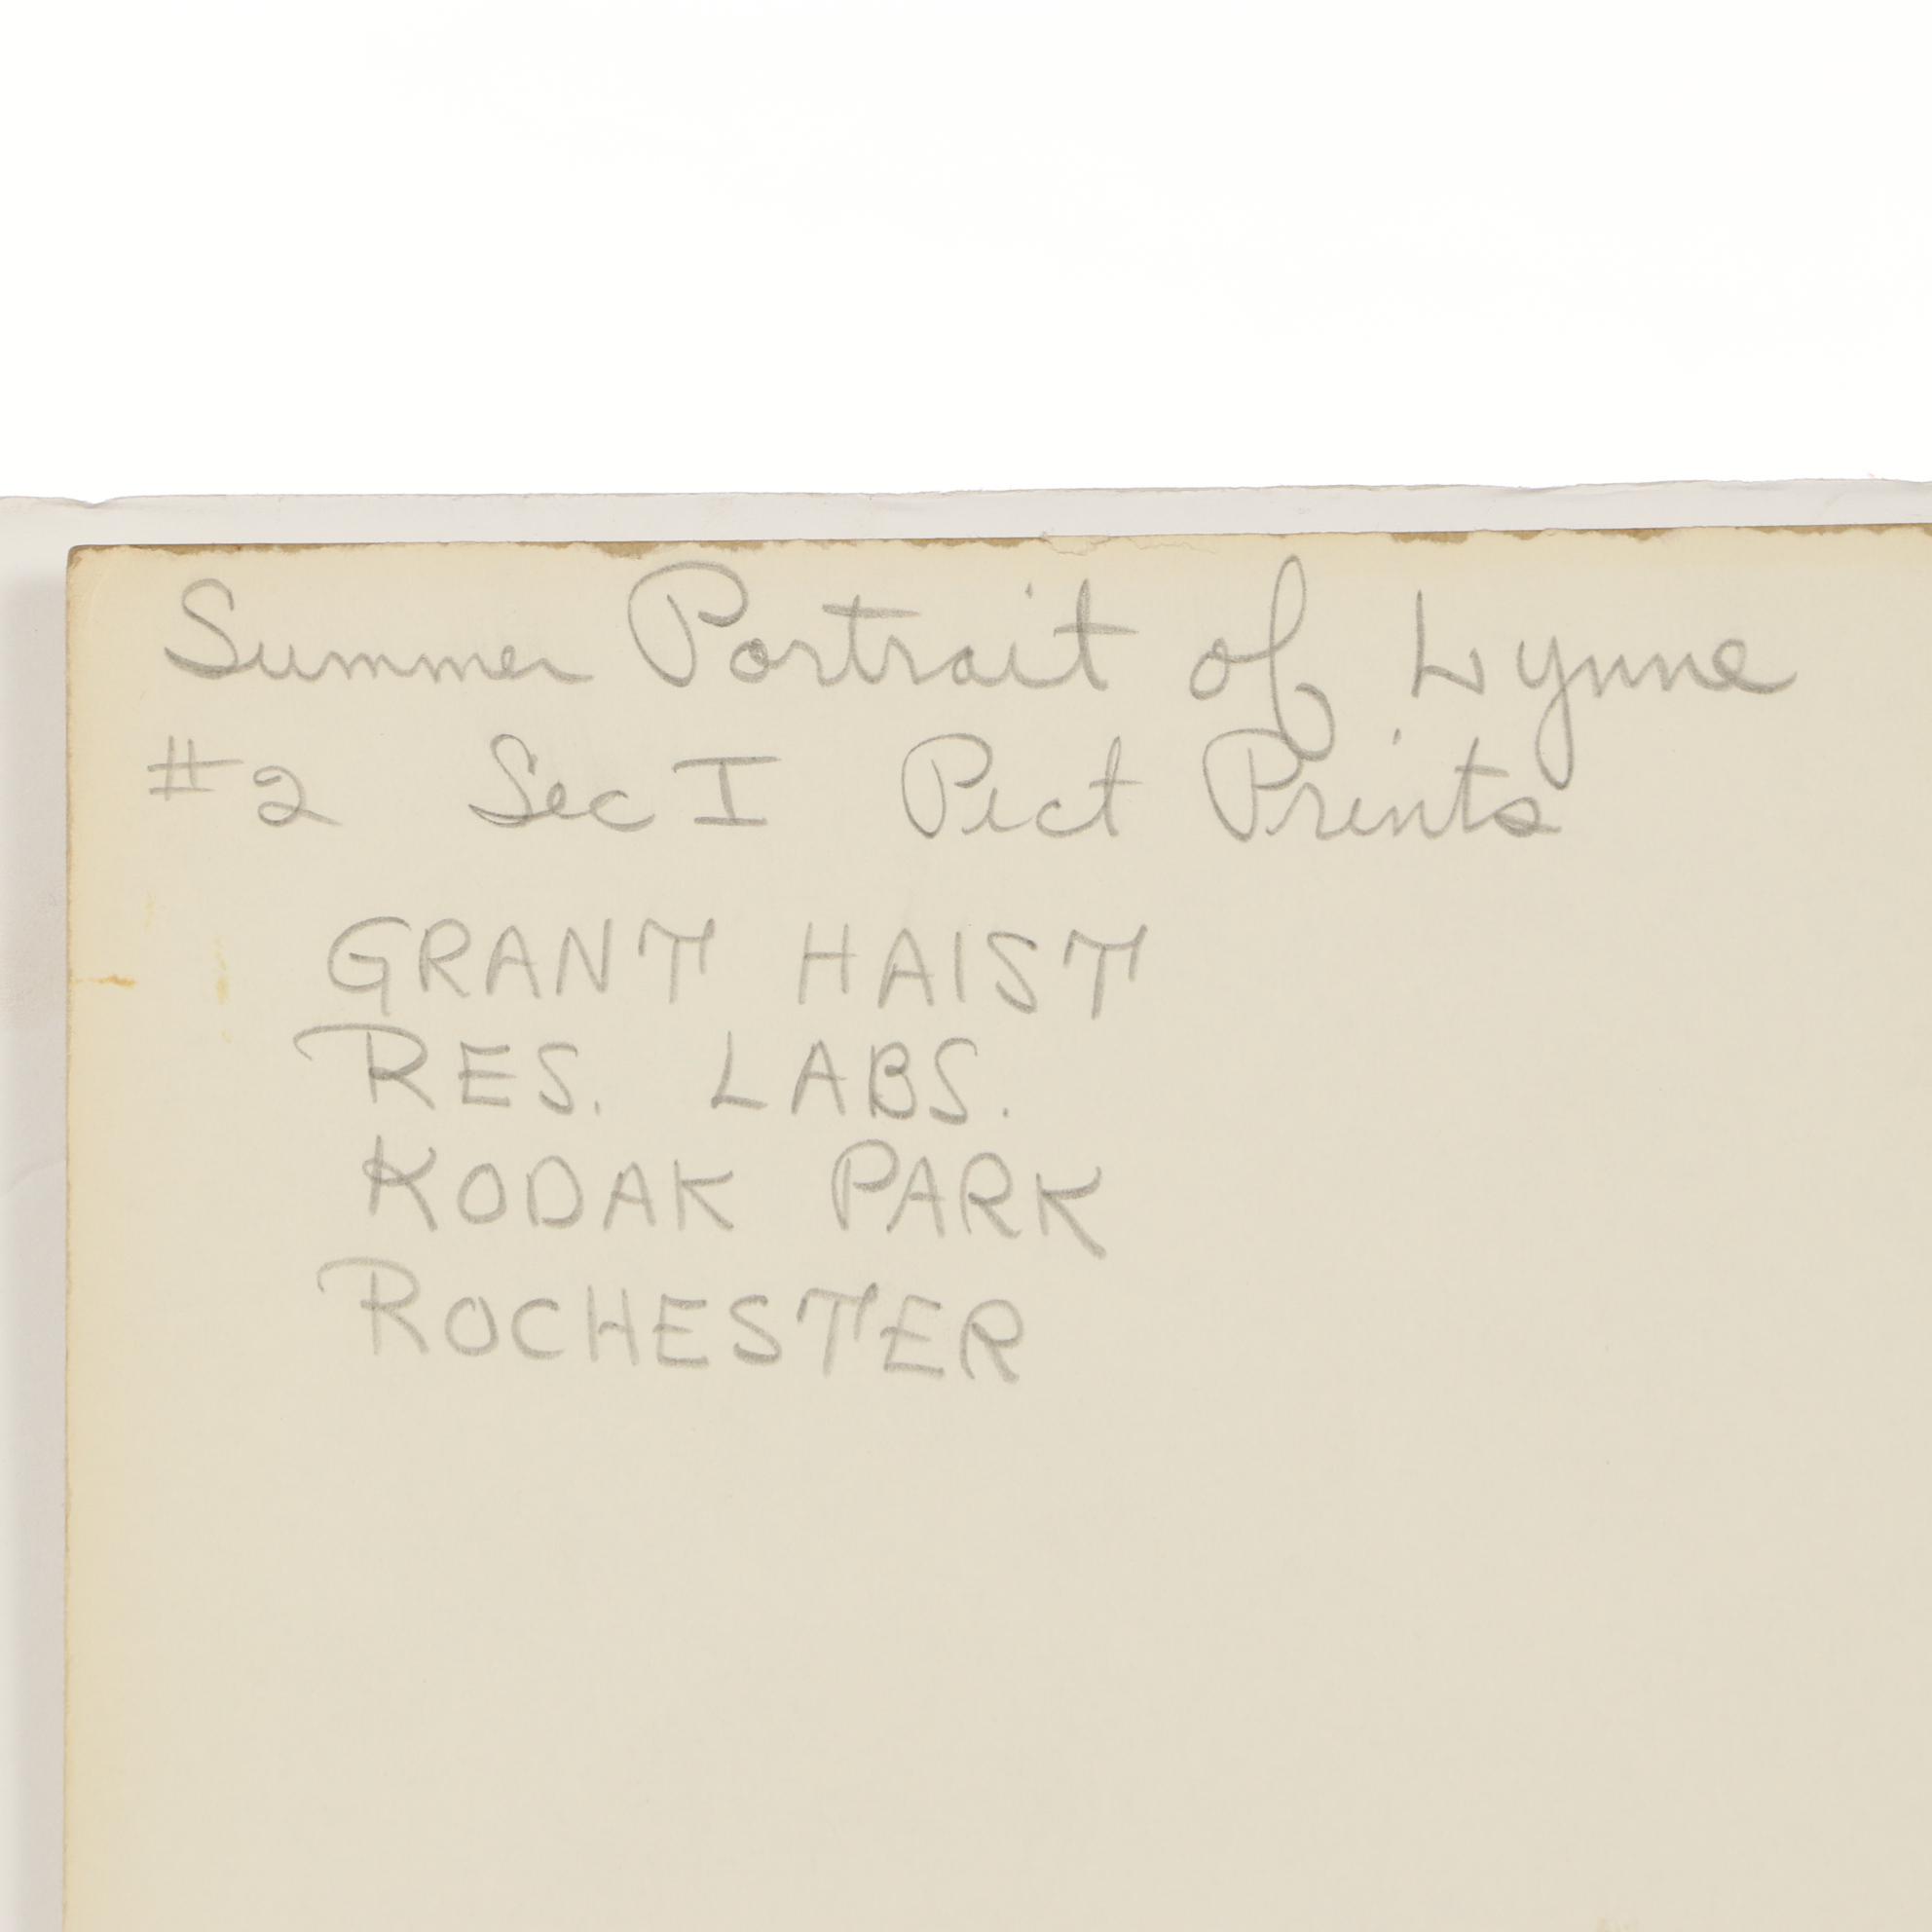 Summer Portrait of Lynne
#2 Sec I Pict Prints
GRANT HAIST
RES. LABS.
KODAK PARK
ROCHESTER